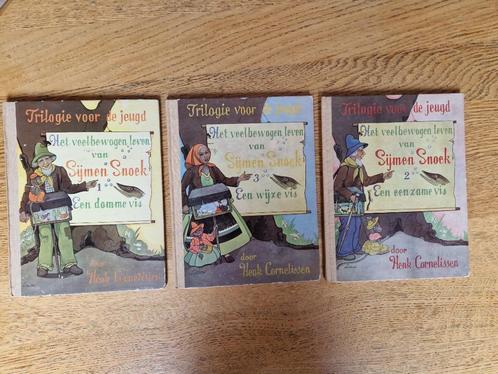 Trilogie voor de jeugd
Het veelbewogen leven
van
Sijmen Snoek
1
Een domme vis
door
Henk Cornelissen
Trilogie voor de jeugd
Het veelbewogen leven
van
Sijmen Snoek
3
Een wijze vis
door
Henk Cornelissen
Trilogie voor de jeugd
Het veelbewogen leven
van
Sijmen Snoek
2
Een eenzame vis
door
Henk Cornelissen